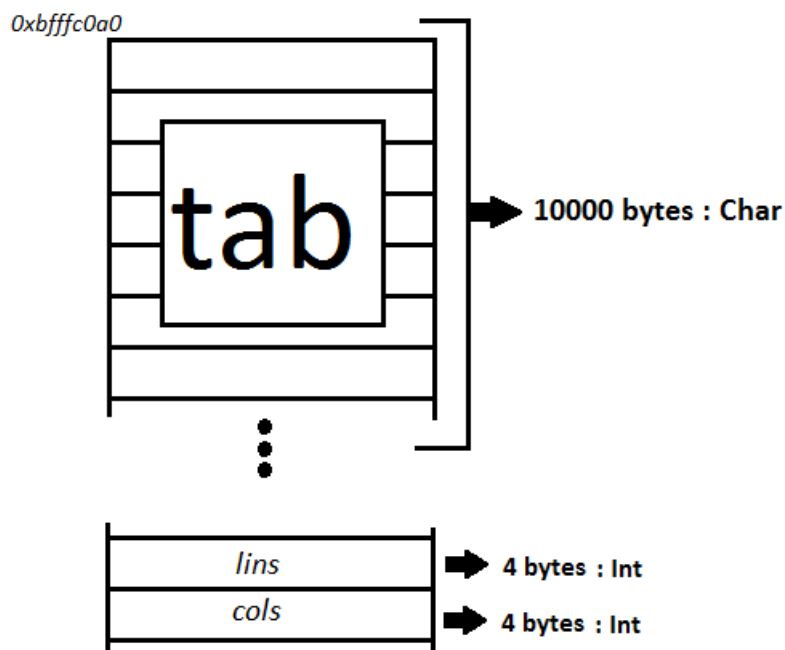 0xbfffc0a0
tab
10000 bytes : Char
lins
4 bytes : Int
cols
4 bytes : Int